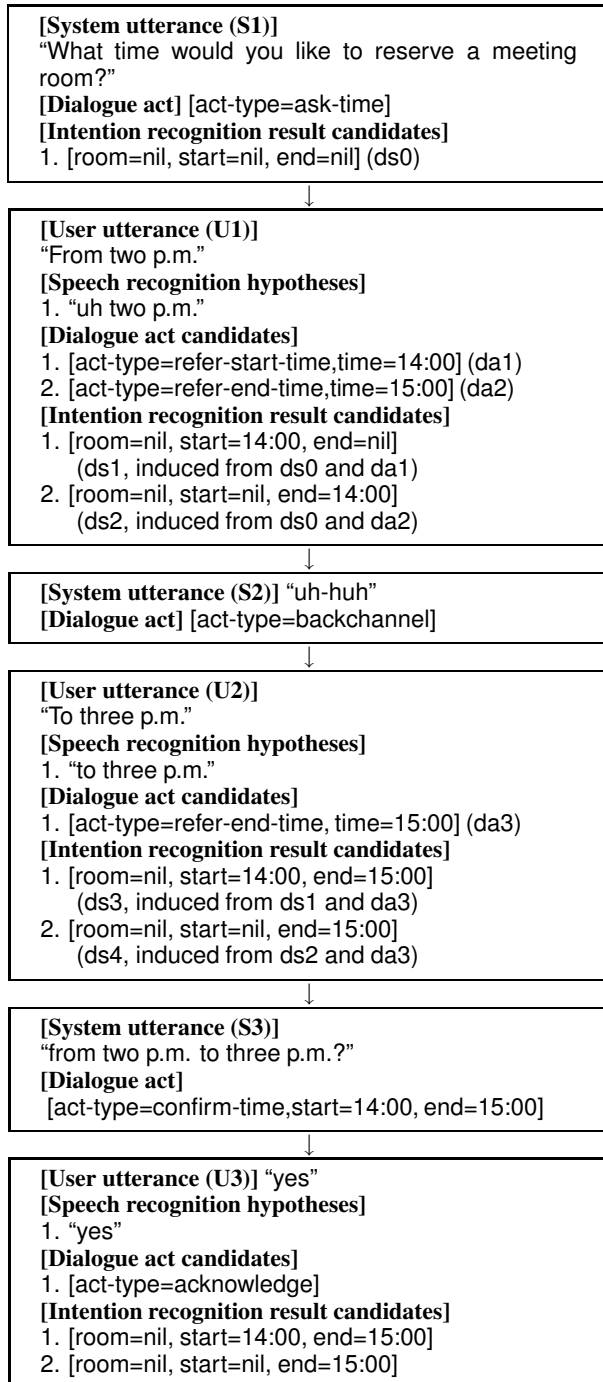 [System utterance (S1)]
“What time would you like to reserve a meeting
room?”
[Dialogue act] [act-type=ask-time]
[Intention recognition result candidates]
1. [room=nil, start=nil, end=nil] (ds0)
↓
[User utterance (U1)]
“From two p.m.”
[Speech recognition hypotheses]
1. “uh two p.m.”
[Dialogue act candidates]
1. [act-type=refer-start-time,time=14:00] (da1)
2. [act-type=refer-end-time,time=15:00] (da2)
[Intention recognition result candidates]
1. [room=nil, start=14:00, end=nil]
(ds1, induced from ds0 and da1)
2. [room=nil, start=nil, end=14:00]
(ds2, induced from ds0 and da2)
↓
[System utterance (S2)] “uh-huh”
[Dialogue act] [act-type=backchannel]
↓
[User utterance (U2)]
“To three p.m.”
[Speech recognition hypotheses]
1. “to three p.m.”
[Dialogue act candidates]
1. [act-type=refer-end-time, time=15:00] (da3)
[Intention recognition result candidates]
1. [room=nil, start=14:00, end=15:00]
(ds3, induced from ds1 and da3)
2. [room=nil, start=nil, end=15:00]
(ds4, induced from ds2 and da3)
↓
[System utterance (S3)]
“from two p.m. to three p.m.?”
[Dialogue act]
[act-type=confirm-time,start=14:00, end=15:00]
↓
[User utterance (U3)] “yes”
[Speech recognition hypotheses]
1. “yes”
[Dialogue act candidates]
1. [act-type=acknowledge]
[Intention recognition result candidates]
1. [room=nil, start=14:00, end=15:00]
2. [room=nil, start=nil, end=15:00]